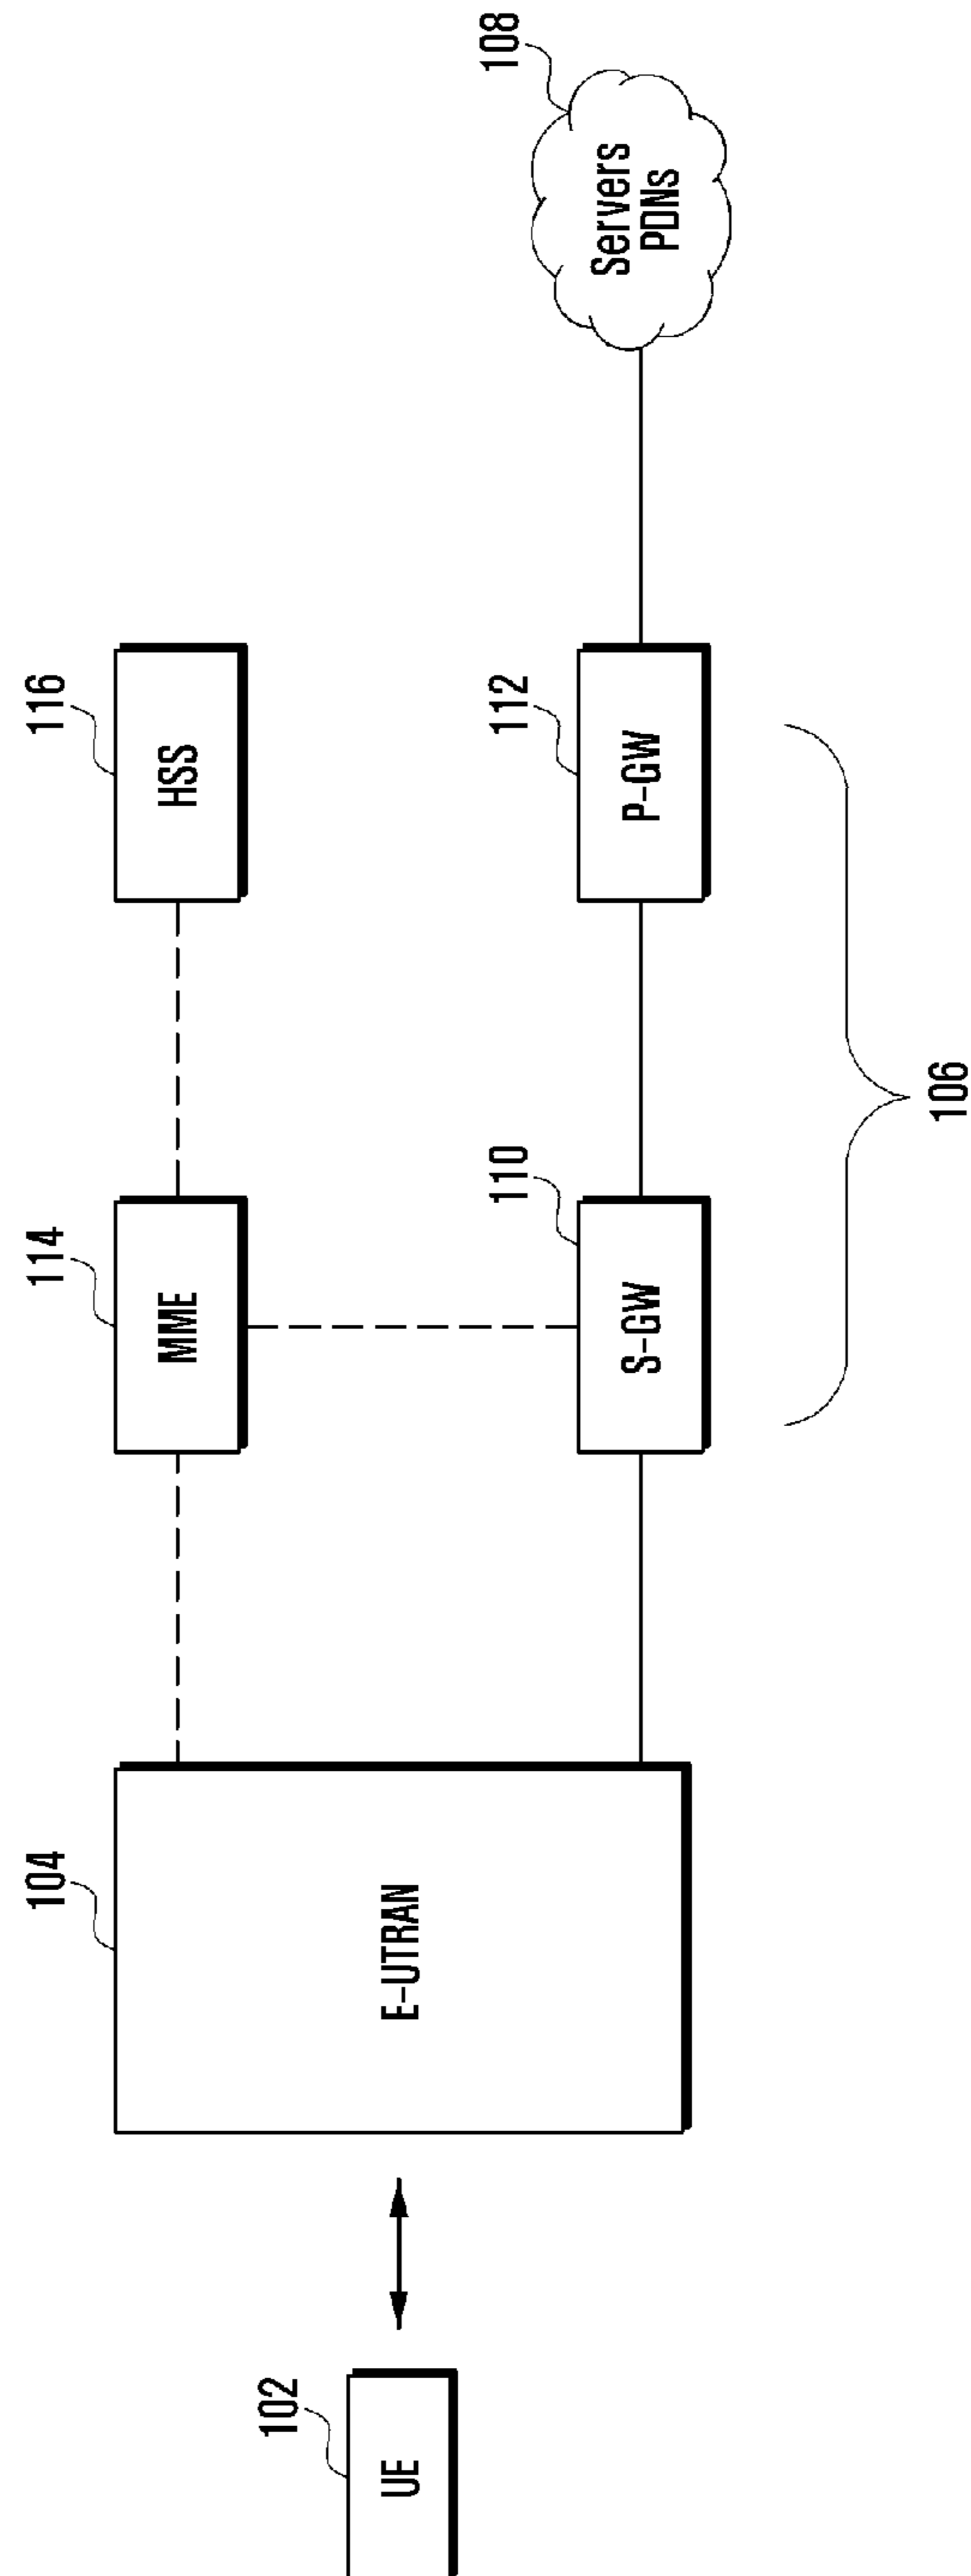 102
UE
104
E-UTRAN
114
MME
116
HSS
110
S-GW
112
P-GW
106
108
Servers
PDNs